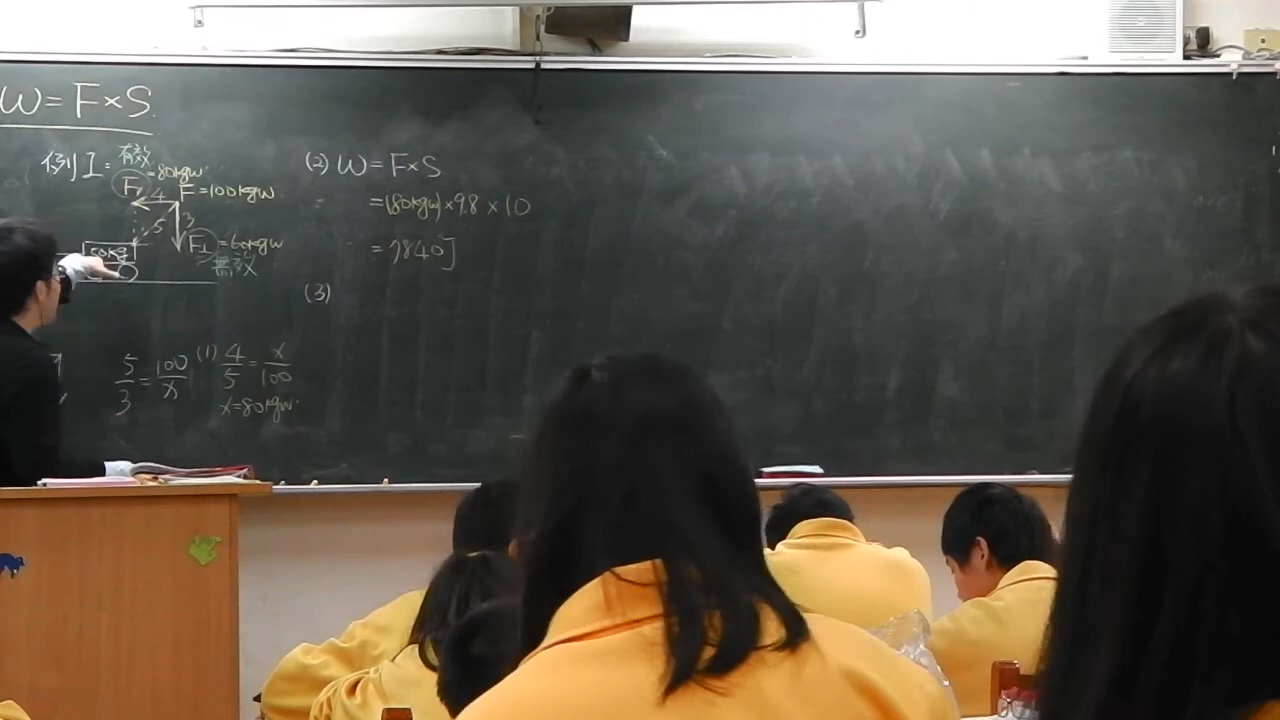 W = F×S.
例 1:
有效
F₁ = 80kgw
4
F = 100kgw
5
3
F⊥ = 60kgw
無效
50kg
5/3 = 100/x
(1) 4/5 = x/100
x = 80kgw.
(2) W = F×S
= (80kgw)×9.8×10
= 7840J
(3)